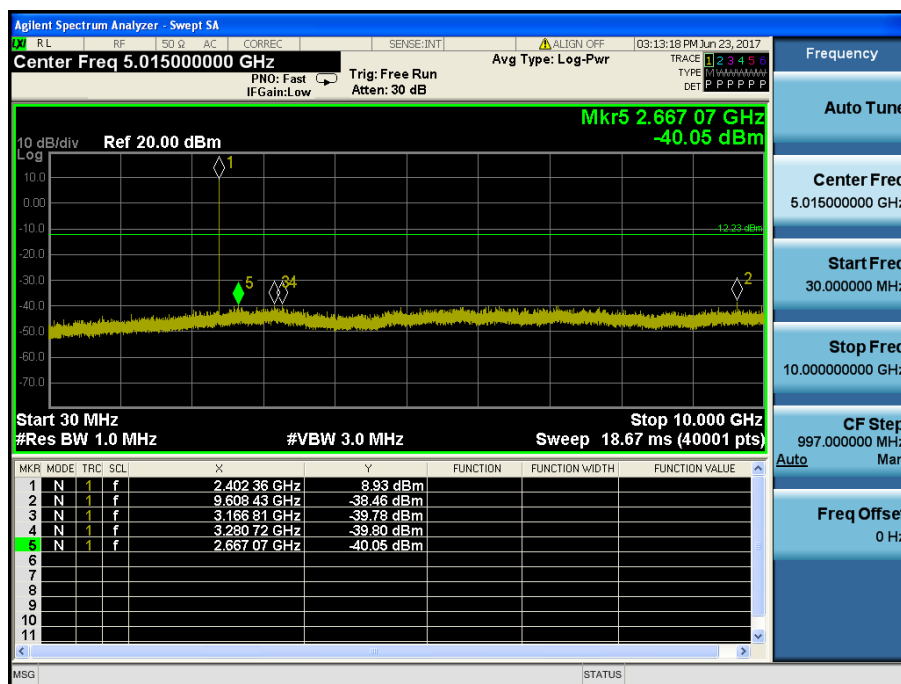 Agilent Spectrum Analyzer - Swept SA
LXI RL RF 50 Ω AC CORREC SENSE:INT ALIGN OFF 03:13:18 PM Jun 23, 2017
Center Freq 5.015000000 GHz
Avg Type: Log-Pwr
TRACE 1 2 3 4 5 6
PNO: Fast Trig: Free Run
TYPE M
IFGain:Low Atten: 30 dB
DET P P P P P P
Mkr5 2.667 07 GHz
-40.05 dBm
10 dB/div Ref 20.00 dBm
Log
1
10.0
0.00
-10.0
-12.23 dBm
-20.0
-30.0
5 3 4 2
-40.0
-50.0
-60.0
-70.0
Start 30 MHz Stop 10.000 GHz
#Res BW 1.0 MHz #VBW 3.0 MHz Sweep 18.67 ms (40001 pts)
MKR MODE TRC SCL X Y FUNCTION FUNCTION WIDTH FUNCTION VALUE
1 N 1 f 2.402 36 GHz 8.93 dBm
2 N 1 f 9.608 43 GHz -38.46 dBm
3 N 1 f 3.166 81 GHz -39.78 dBm
4 N 1 f 3.280 72 GHz -39.80 dBm
5 N 1 f 2.667 07 GHz -40.05 dBm
6
7
8
9
10
11
MSG STATUS
Frequency
Auto Tune
Center Freq
5.015000000 GHz
Start Freq
30.000000 MHz
Stop Freq
10.000000000 GHz
CF Step
997.000000 MHz
Auto Man
Freq Offset
0 Hz